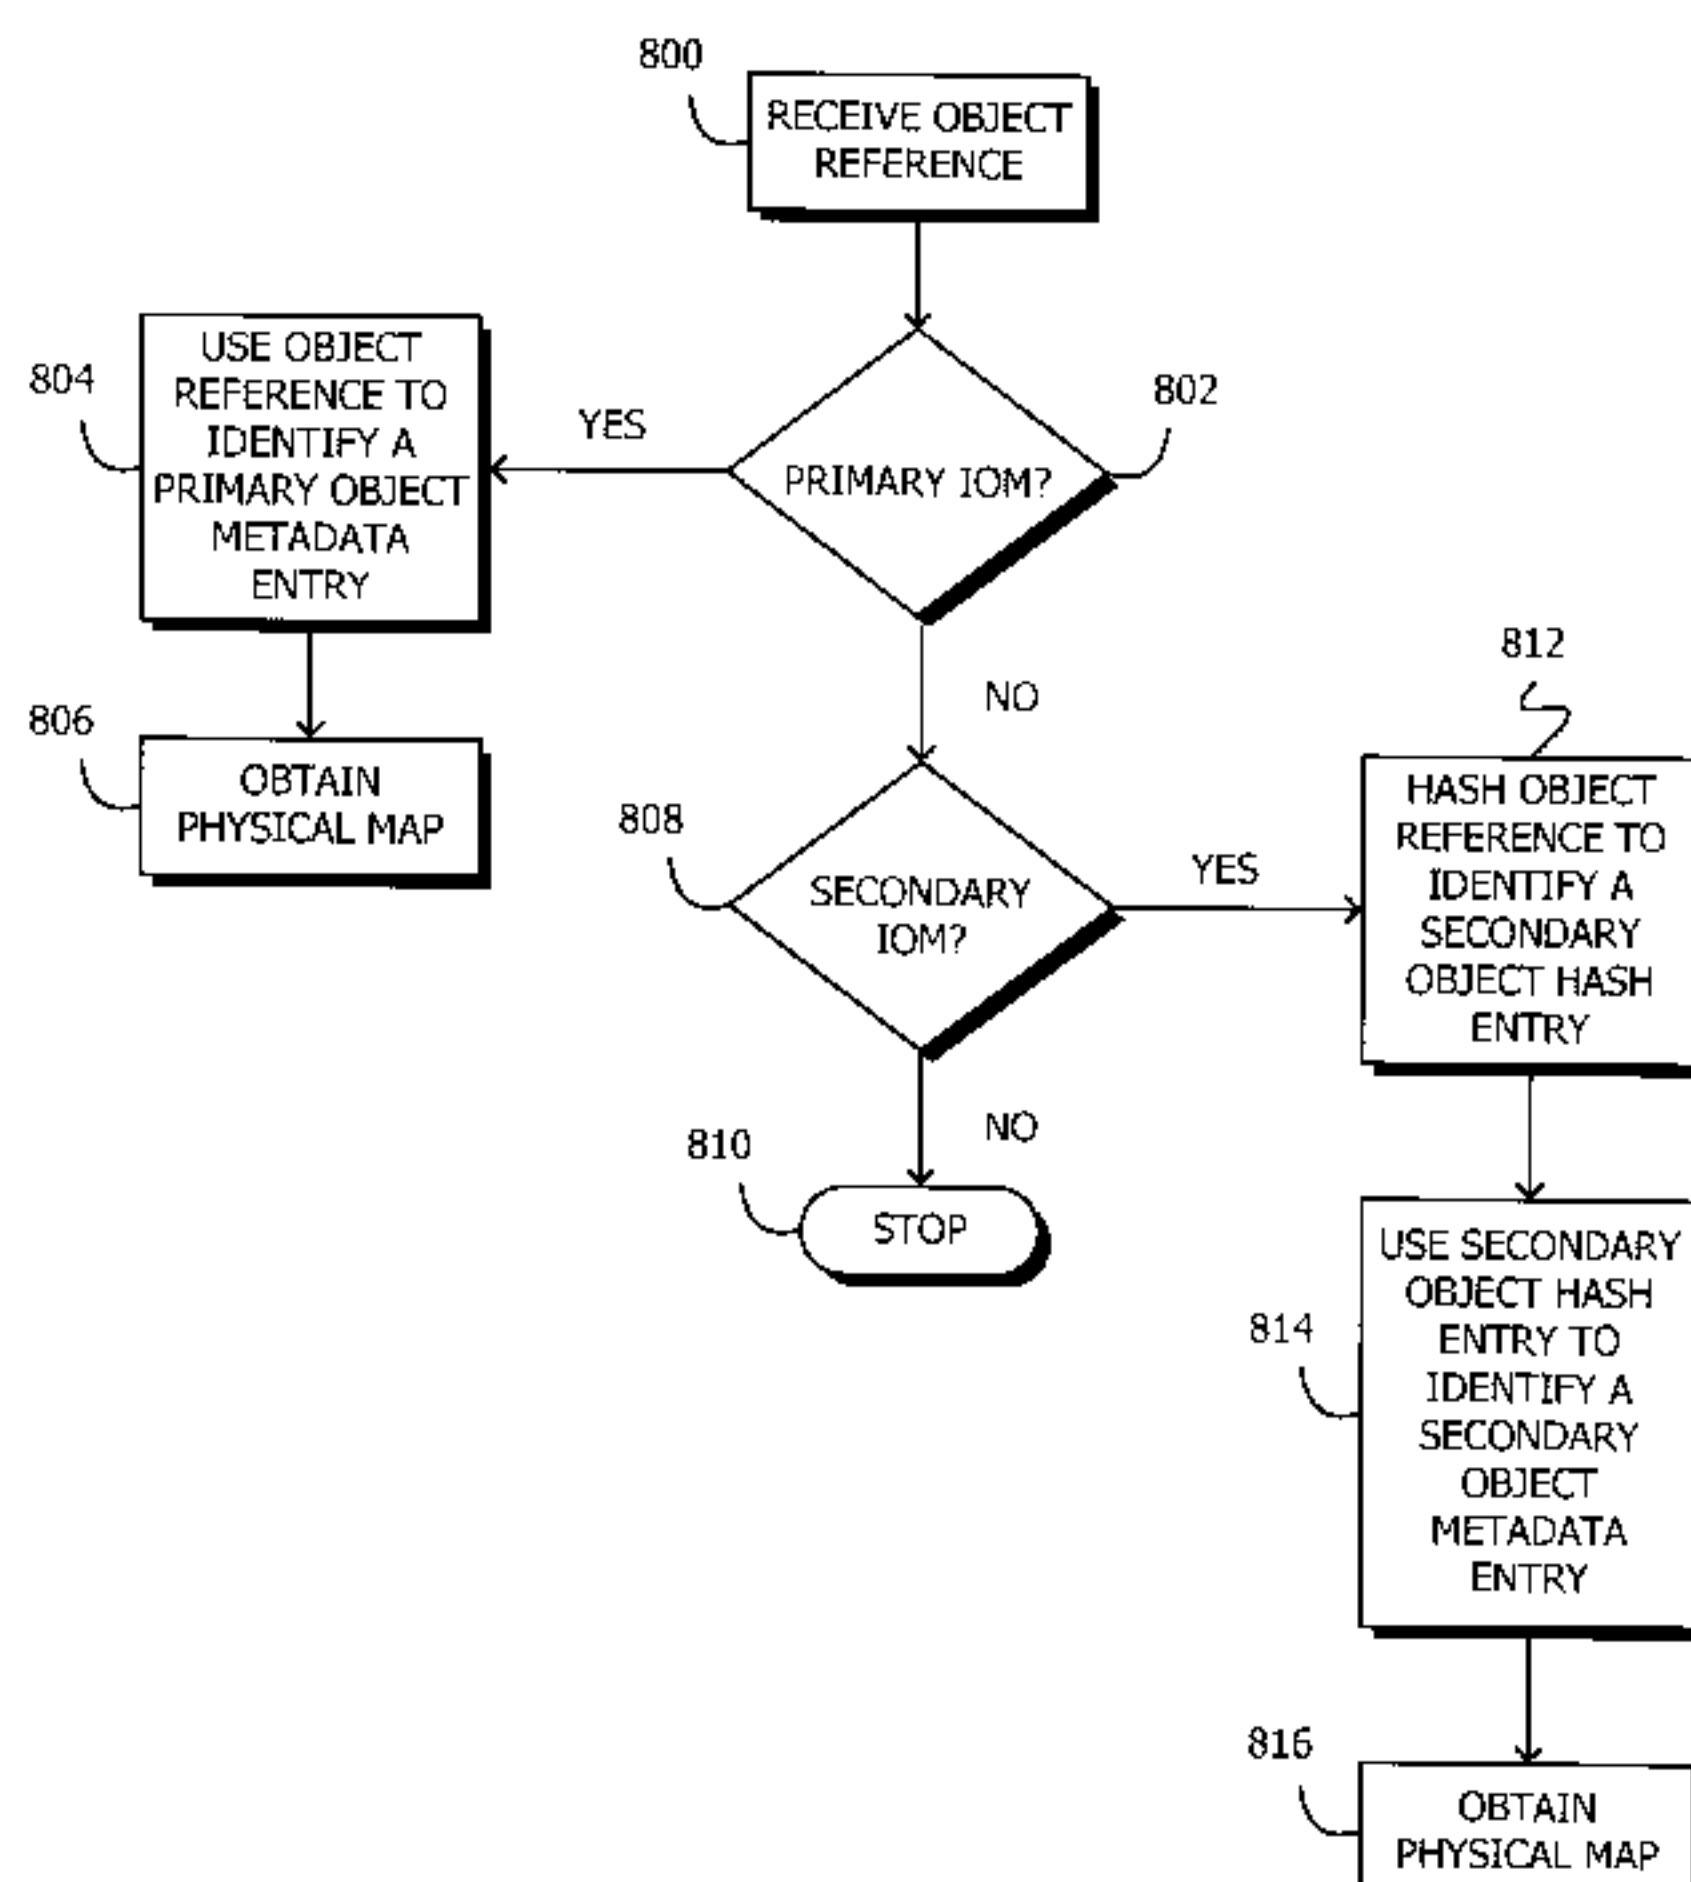 800
RECEIVE OBJECT
REFERENCE
802
PRIMARY IOM?
YES
804
USE OBJECT
REFERENCE TO
IDENTIFY A
PRIMARY OBJECT
METADATA
ENTRY
806
OBTAIN
PHYSICAL MAP
NO
808
SECONDARY
IOM?
YES
812
HASH OBJECT
REFERENCE TO
IDENTIFY A
SECONDARY
OBJECT HASH
ENTRY
NO
810
STOP
814
USE SECONDARY
OBJECT HASH
ENTRY TO
IDENTIFY A
SECONDARY
OBJECT
METADATA
ENTRY
816
OBTAIN
PHYSICAL MAP